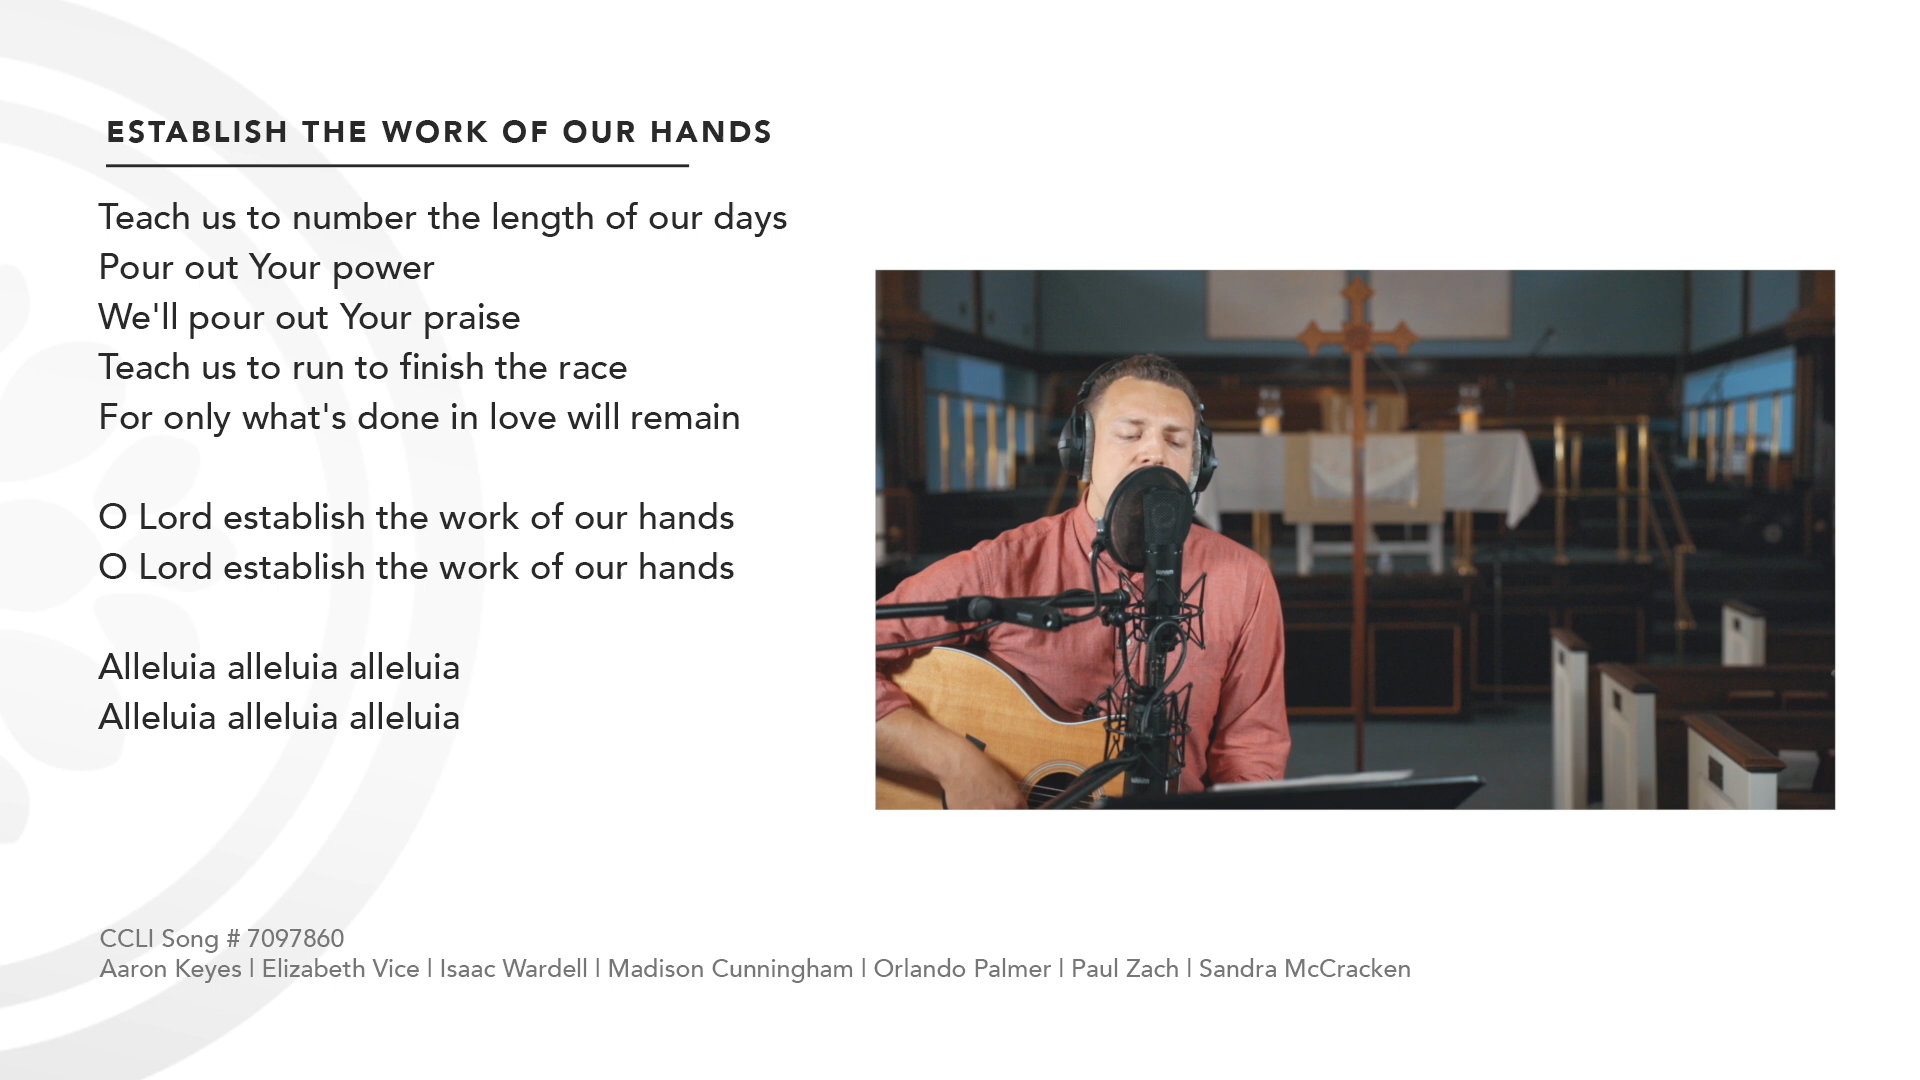 ESTABLISH THE WORK OF OUR HANDS
Teach us to number the length of our days
Pour out Your power
We'll pour out Your praise
Teach us to run to finish the race
For only what's done in love will remain
O Lord establish the work of our hands
O Lord establish the work of our hands
Alleluia alleluia alleluia
Alleluia alleluia alleluia
CCLI Song # 7097860
Aaron Keyes | Elizabeth Vice | Isaac Wardell | Madison Cunningham | Orlando Palmer | Paul Zach | Sandra McCracken